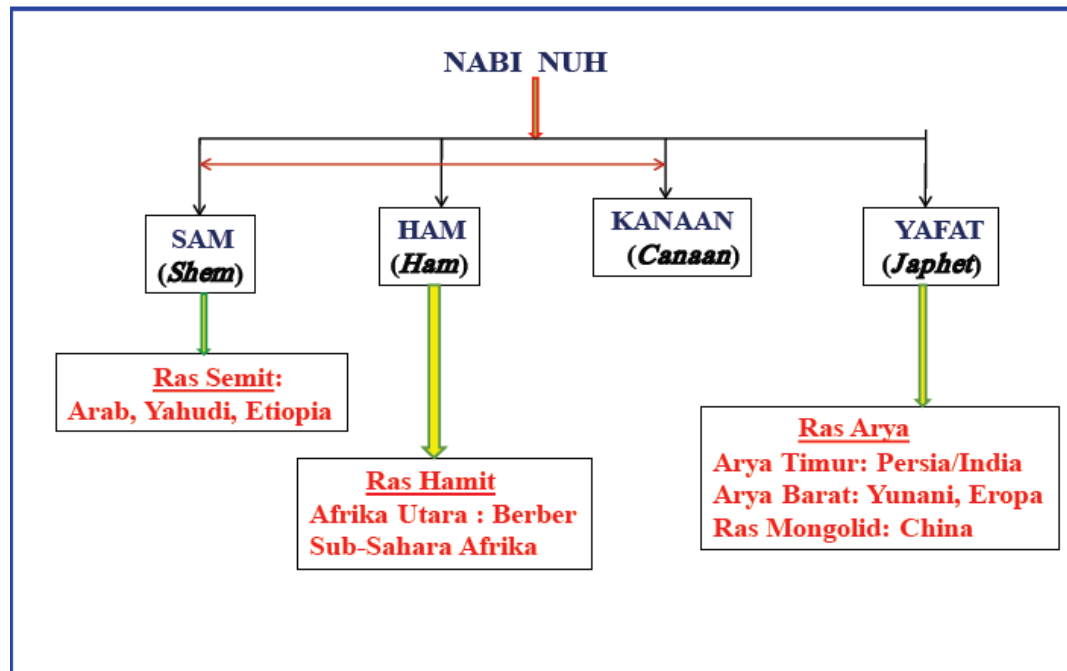 NABI NUH
SAM
(Shem)
HAM
(Ham)
KANAAN
(Canaan)
YAFAT
(Japhet)
Ras Semit:
Arab, Yahudi, Etiopia
Ras Hamit
Afrika Utara : Berber
Sub-Sahara Afrika
Ras Arya
Arya Timur: Persia/India
Arya Barat: Yunani, Eropa
Ras Mongolid: China